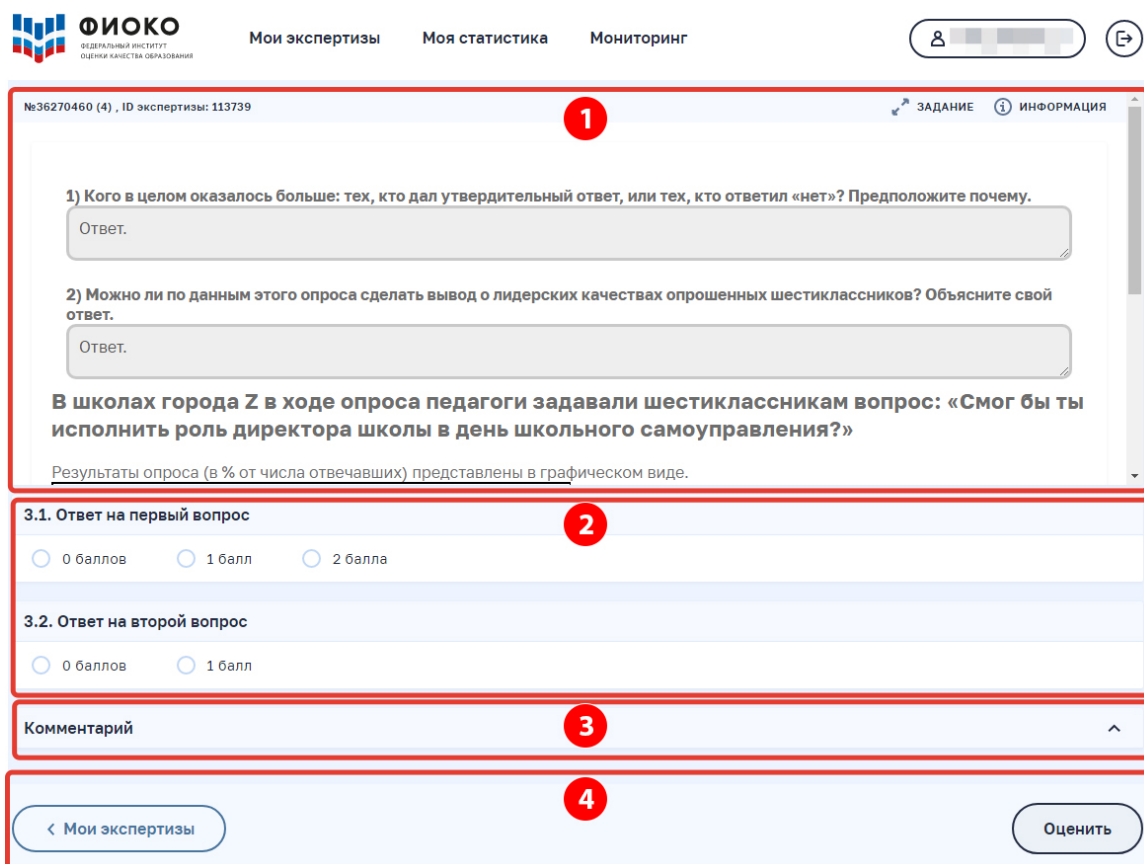 ФИОКО
ФЕДЕРАЛЬНЫЙ ИНСТИТУТ
ОЦЕНКИ КАЧЕСТВА ОБРАЗОВАНИЯ
Мои экспертизы Моя статистика Мониторинг
№36270460 (4) , ID экспертизы: 113739
1
ЗАДАНИЕ ИНФОРМАЦИЯ
1) Кого в целом оказалось больше: тех, кто дал утвердительный ответ, или тех, кто ответил «нет»? Предположите почему.
Ответ.
2) Можно ли по данным этого опроса сделать вывод о лидерских качествах опрошенных шестиклассников? Объясните свой
ответ.
Ответ.
В школах города Z в ходе опроса педагоги задавали шестиклассникам вопрос: «Смог бы ты
исполнить роль директора школы в день школьного самоуправления?»
Результаты опроса (в % от числа отвечавших) представлены в графическом виде.
3.1. Ответ на первый вопрос
2
0 баллов 1 балл 2 балла
3.2. Ответ на второй вопрос
0 баллов 1 балл
Комментарий
3
4
Мои экспертизы
Оценить